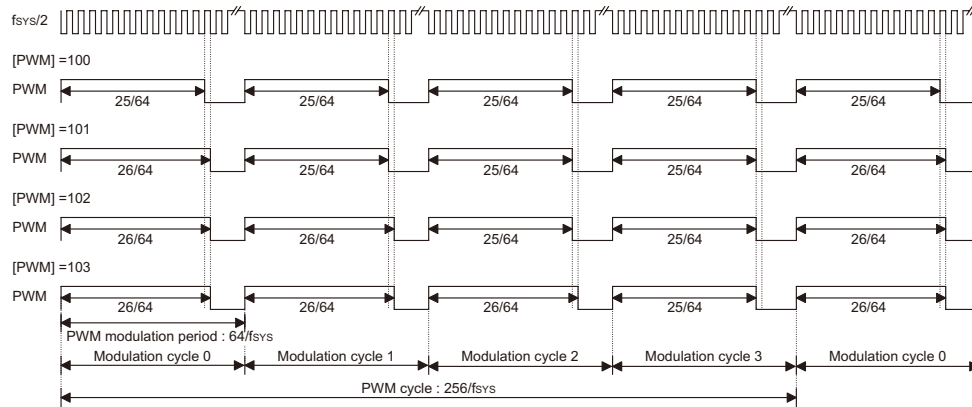 fSYS/2
[PWM] =100
PWM
25/64 25/64 25/64 25/64 25/64
[PWM] =101
PWM
26/64 25/64 25/64 25/64 26/64
[PWM] =102
PWM
26/64 26/64 25/64 25/64 26/64
[PWM] =103
PWM
26/64 26/64 26/64 25/64 26/64
PWM modulation period : 64/fSYS
Modulation cycle 0 Modulation cycle 1 Modulation cycle 2 Modulation cycle 3 Modulation cycle 0
PWM cycle : 256/fSYS